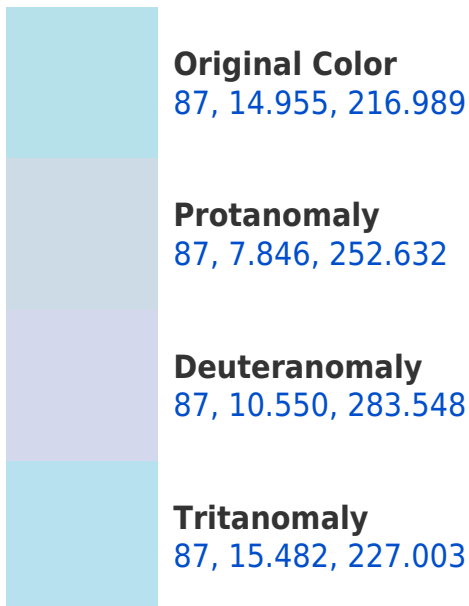 Original Color
87, 14.955, 216.989
Protanomaly
87, 7.846, 252.632
Deuteranomaly
87, 10.550, 283.548
Tritanomaly
87, 15.482, 227.003